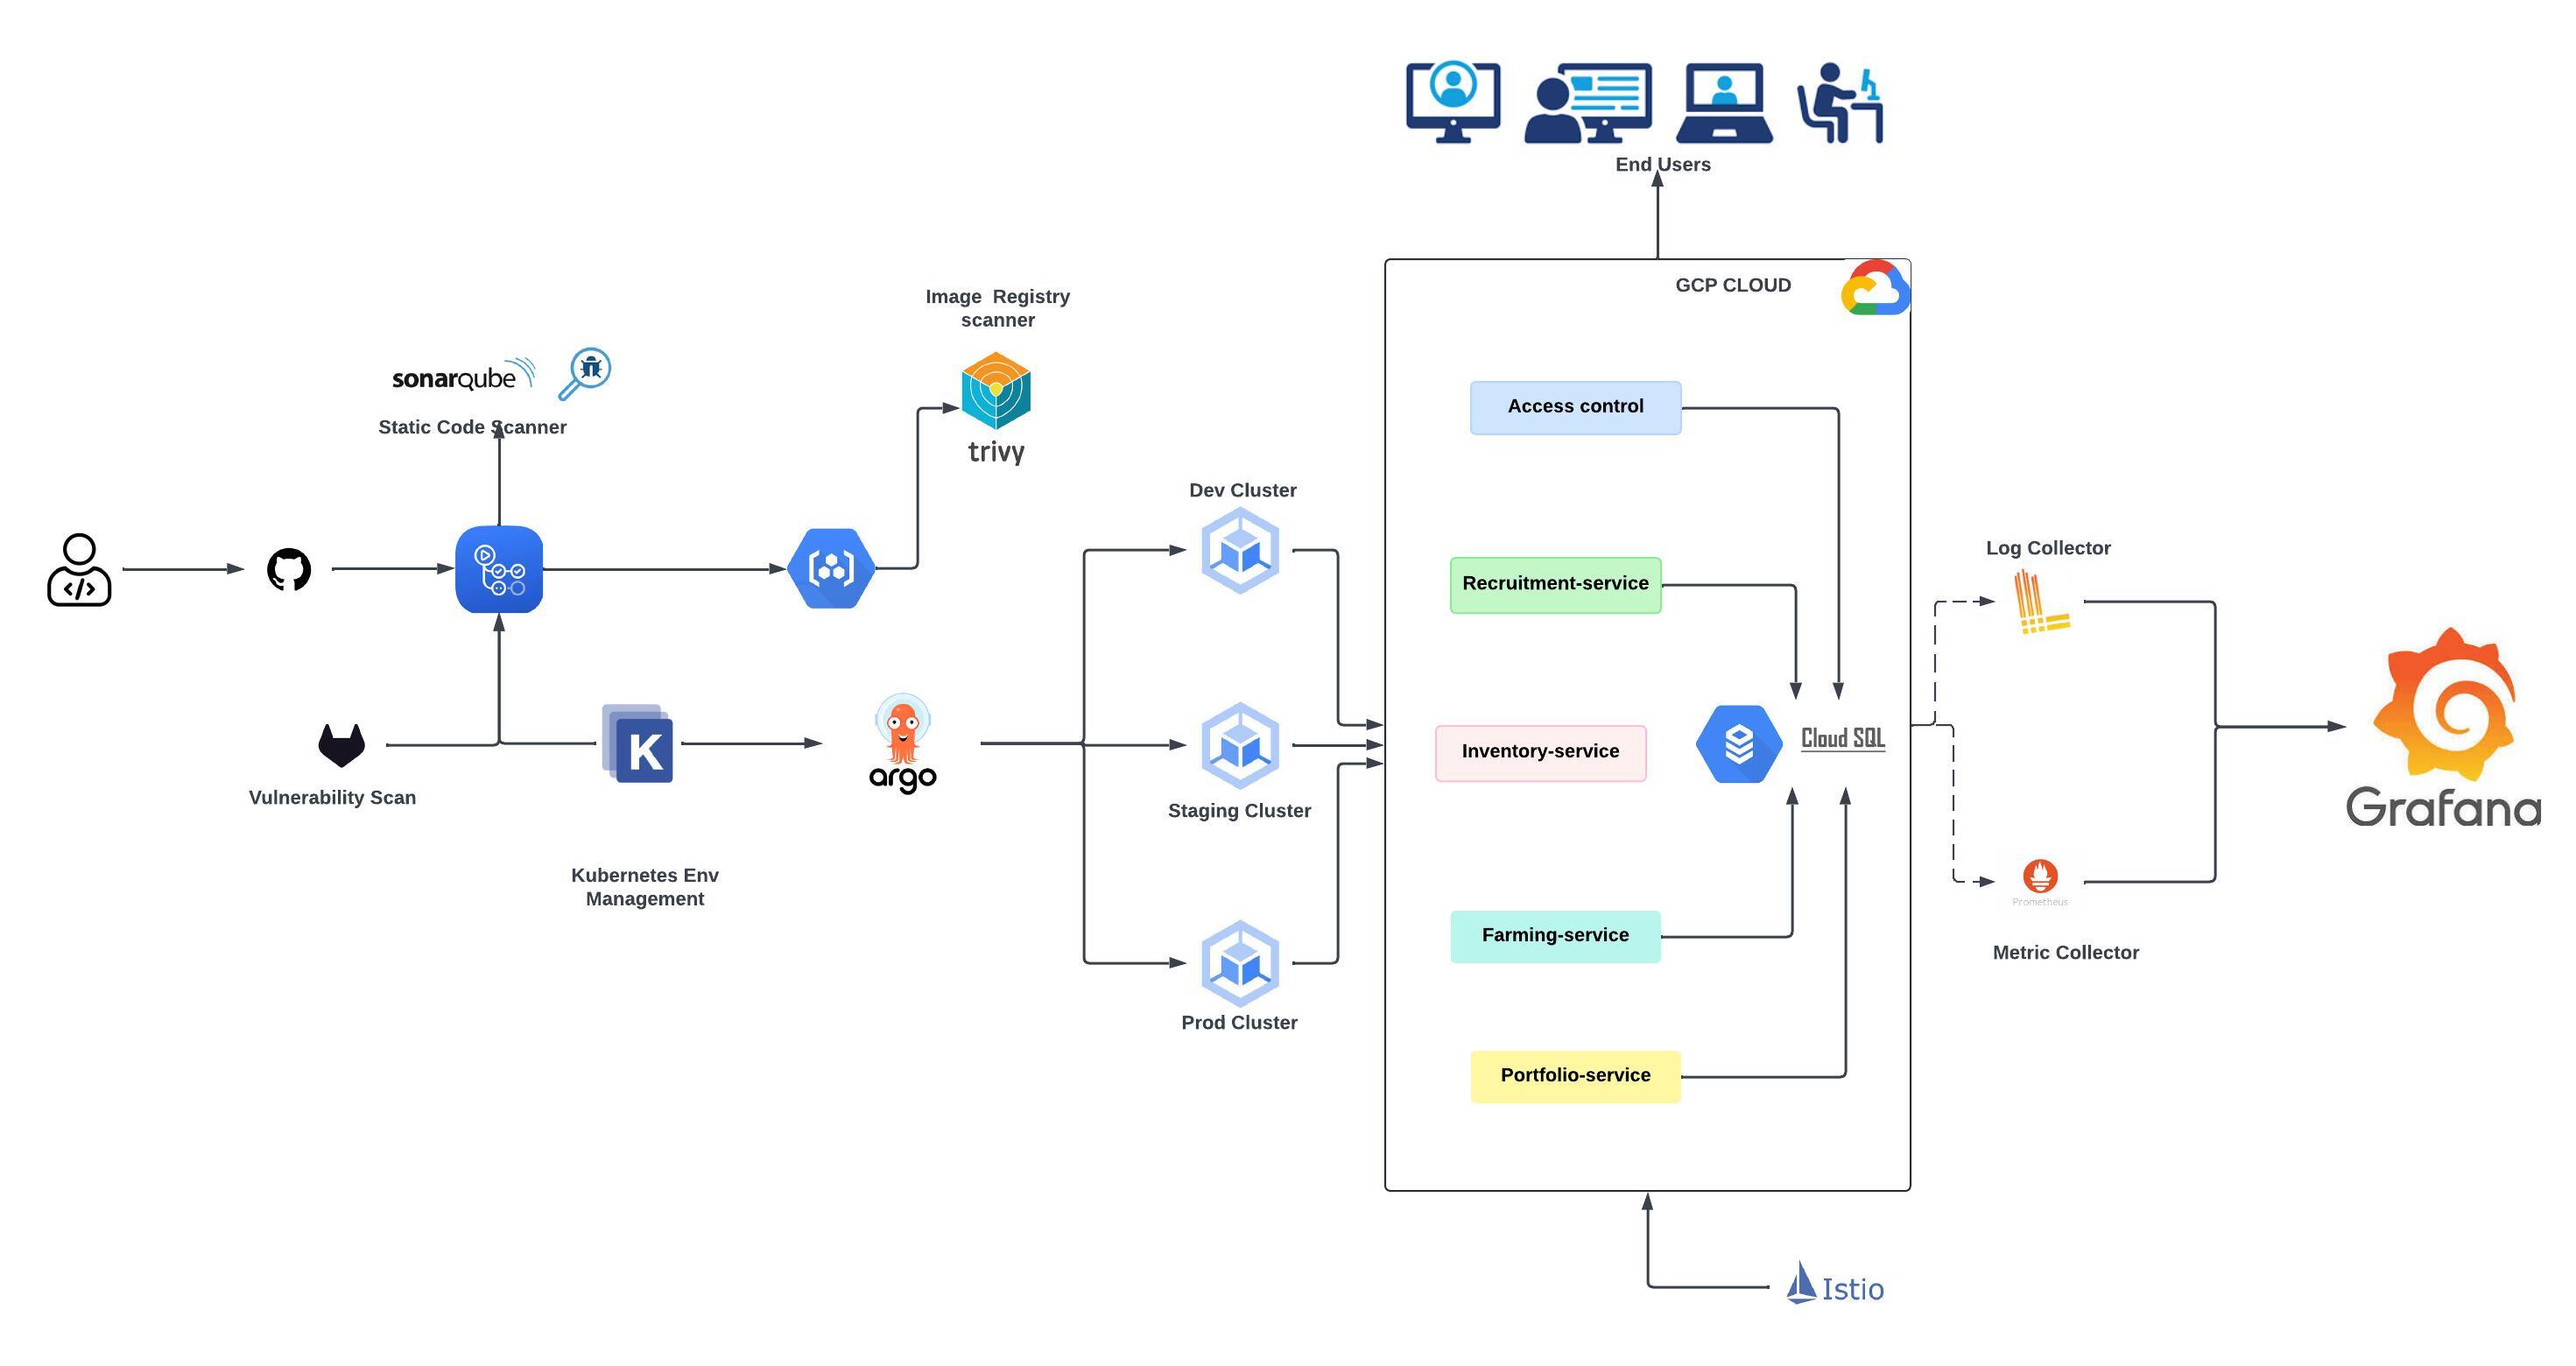 End Users
GCP CLOUD
Image Registry
scanner
trivy
sonarqube
Static Code Scanner
Access control
Dev Cluster
Recruitment-service
Log Collector
K
argo
Vulnerability Scan
Staging Cluster
Inventory-service
Cloud SQL
Grafana
Kubernetes Env
Management
Prometheus
Farming-service
Metric Collector
Prod Cluster
Portfolio-service
Istio